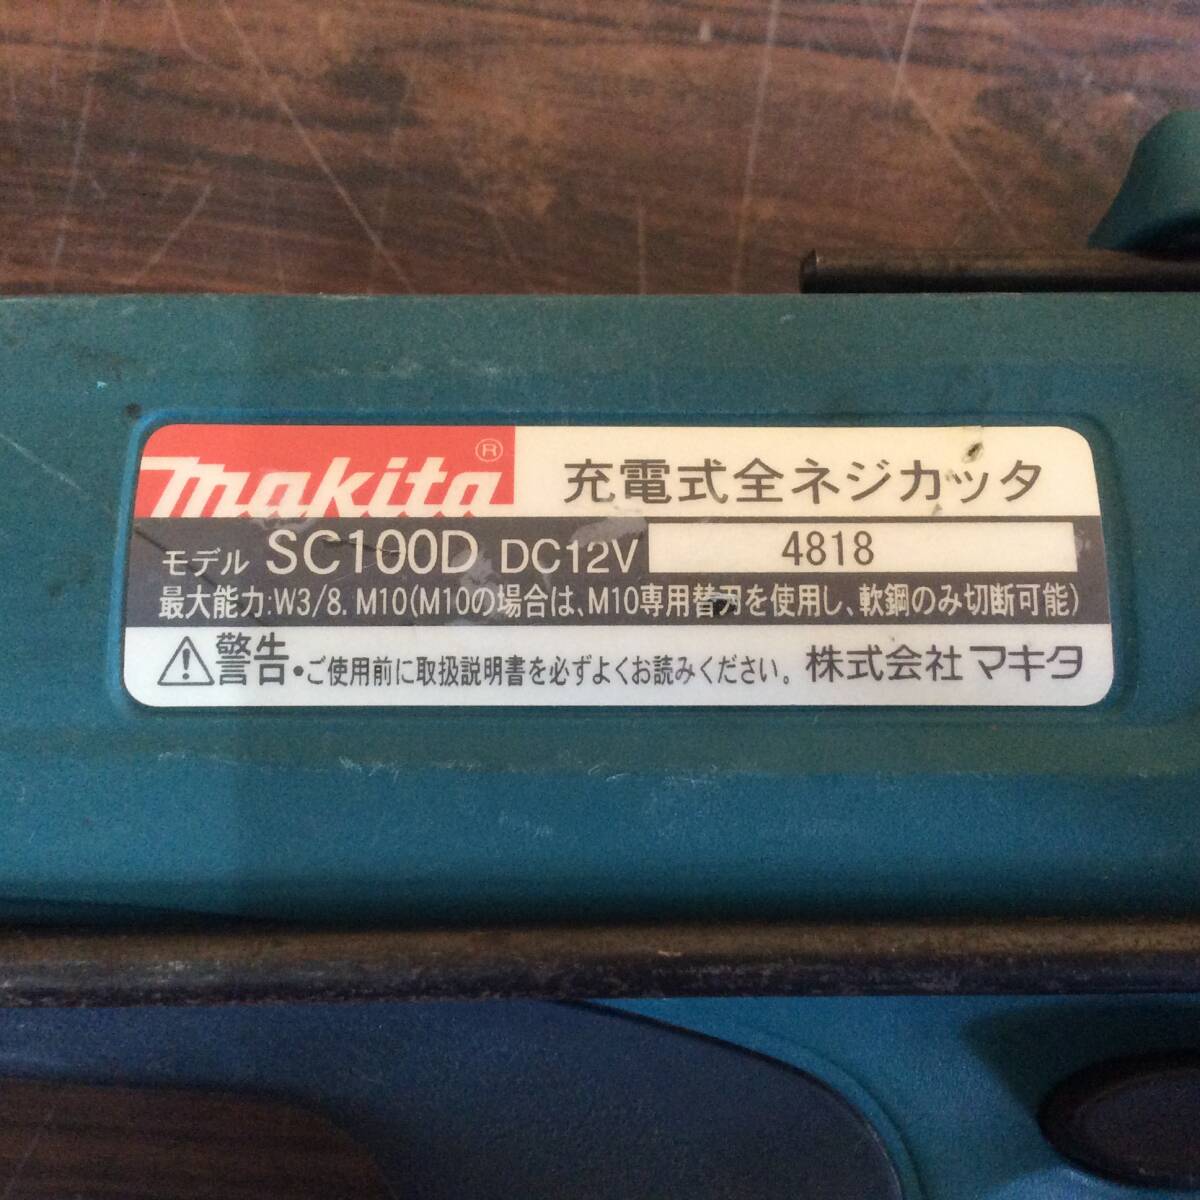 makita® 充電式全ネジカッタ
モデル SC100D DC12V 4818
最大能力:W3/8. M10(M10の場合は、M10専用替刃を使用し、軟鋼のみ切断可能)
⚠警告・ご使用前に取扱説明書を必ずよくお読みください。 株式会社マキタ